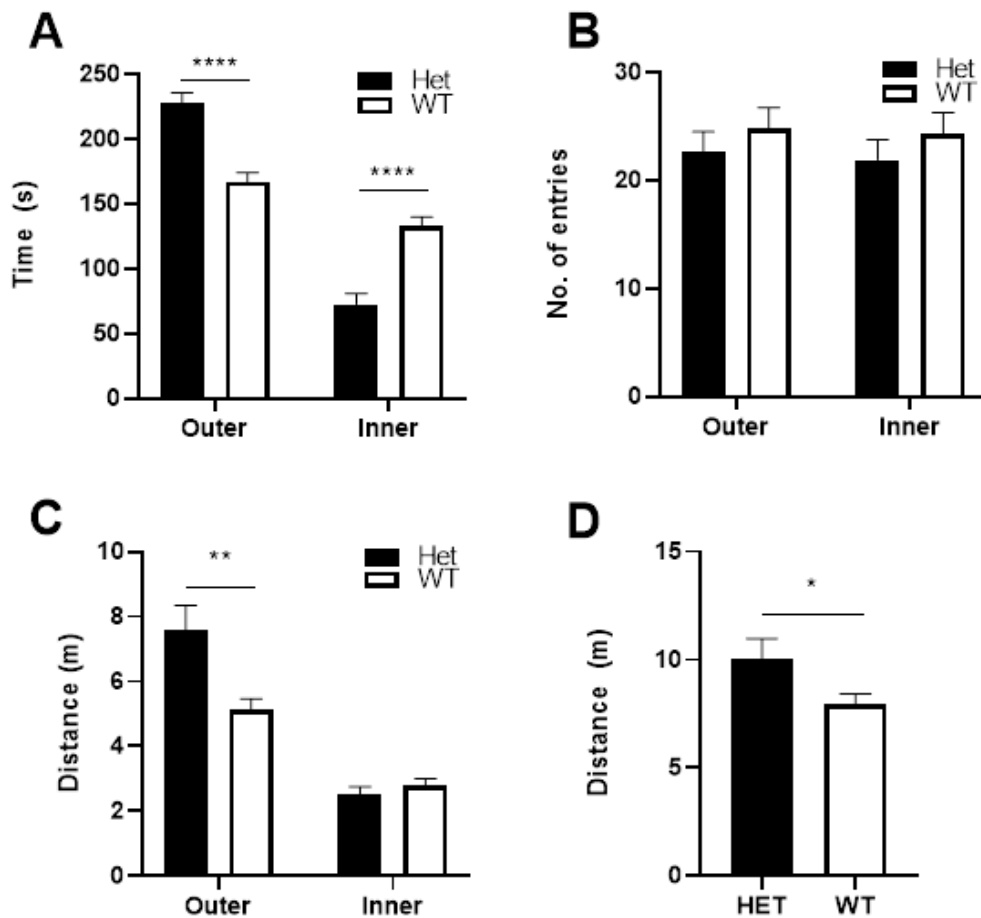 A
****
Het
WT
****
250
200
150
100
50
0
Time (s)
Outer Inner
B
Het
WT
30
20
10
0
No. of entries
Outer Inner
C
**
Het
WT
10
8
6
4
2
0
Distance (m)
Outer Inner
D
*
15
10
5
0
Distance (m)
HET WT